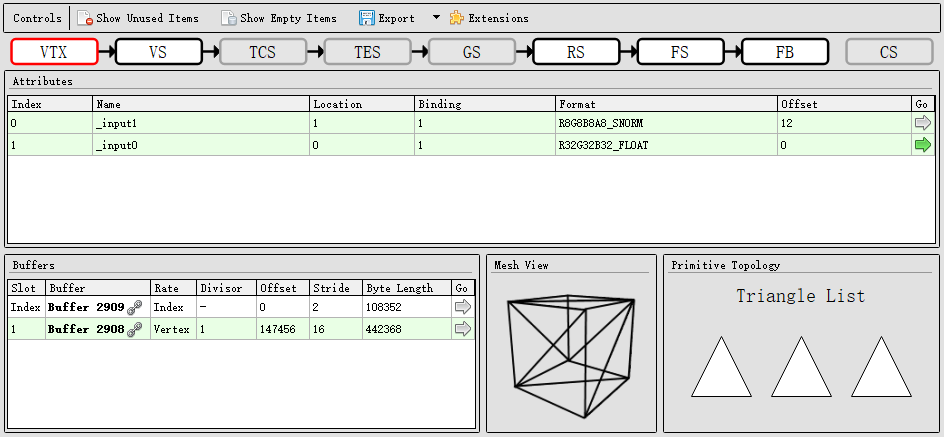 Controls Show Unused Items Show Empty Items Export Extensions
VTX VS TCS TES GS RS FS FB CS
Attributes
Index Name Location Binding Format Offset Go
0 _input1 1 1 R8G8B8A8_SNORM 12
1 _input0 0 1 R32G32B32_FLOAT 0
Buffers
Slot Buffer Rate Divisor Offset Stride Byte Length Go
Index Buffer 2909 Index - 0 2 108352
1 Buffer 2908 Vertex 1 147456 16 442368
Mesh View
Primitive Topology
Triangle List